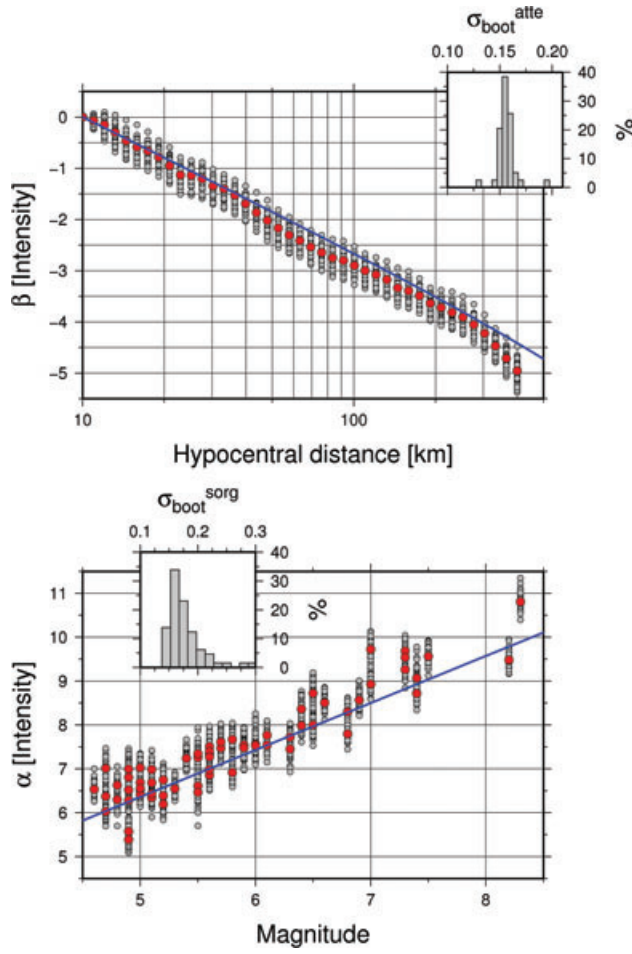 σboot^atte
0.10 0.15 0.20
40
30
20
10
0
%
0
−1
−2
−3
−4
−5
β [Intensity]
10 100
Hypocentral distance [km]
σboot^sorg
0.1 0.2 0.3
40
30
20
10
0
%
11
10
9
8
7
6
5
α [Intensity]
5 6 7 8
Magnitude